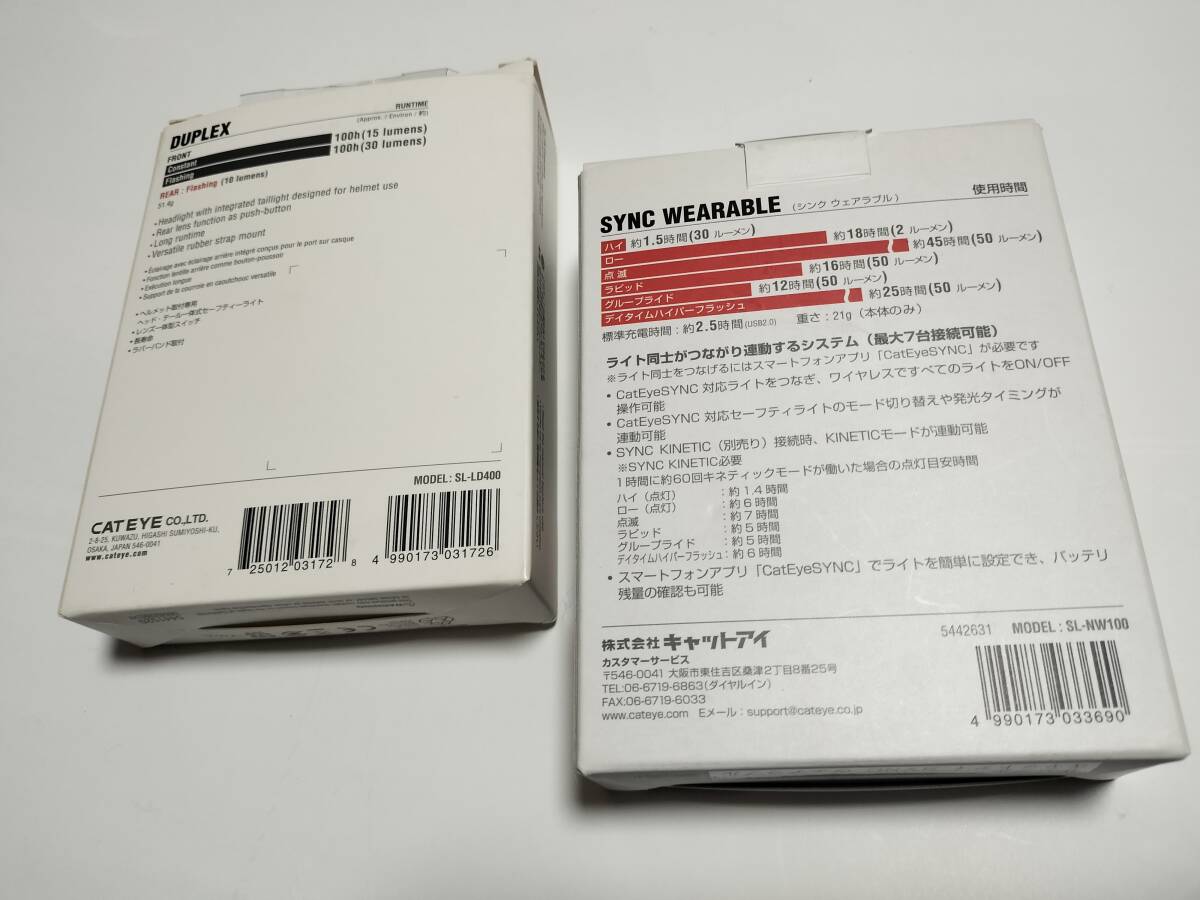 DUPLEX
RUNTIME
(Approx. / Environ / 約)
FRONT
Constant 100h (15 lumens)
Flashing 100h (30 lumens)
REAR : Flashing (10 lumens)
51.4g
- Headlight with integrated taillight designed for helmet use
- Rear lens function as push-button
- Long runtime
- Versatile rubber strap mount
• Éclairage avec éclairage arrière intégré conçus pour le port sur casque
• Fonction lentille arrière comme bouton-poussoir
• Exécution longue
• Support de la courroie en caoutchouc versatile
• ヘルメット取付専用
ヘッド・テール一体式セーフティーライト
• レンズ一体型スイッチ
• 長寿命
• ラバーバンド取付
MODEL : SL-LD400
CATEYE CO.,LTD.
2-8-25, KUWAZU, HIGASHI SUMIYOSHI-KU,
OSAKA, JAPAN 546-0041
www.cateye.com
7 25012 03172 8
4 990173 031726
SYNC WEARABLE (シンク ウェアラブル) 使用時間
ハイ 約1.5時間(30 ルーメン)
ロー 約18時間(2 ルーメン)
点滅 約45時間(50 ルーメン)
ラピッド 約16時間(50 ルーメン)
グループライド 約12時間(50 ルーメン)
デイタイムハイパーフラッシュ 約25時間(50 ルーメン)
標準充電時間 : 約2.5時間(USB2.0) 重さ : 21g(本体のみ)
ライト同士がつながり連動するシステム(最大7台接続可能)
※ライト同士をつなげるにはスマートフォンアプリ「CatEyeSYNC」が必要です
• CatEyeSYNC 対応ライトをつなぎ、ワイヤレスですべてのライトをON/OFF
操作可能
• CatEyeSYNC 対応セーフティライトのモード切り替えや発光タイミングが
連動可能
• SYNC KINETIC(別売り)接続時、KINETICモードが連動可能
※SYNC KINETIC必要
1時間に約60回キネティックモードが働いた場合の点灯目安時間
ハイ(点灯) : 約1.4時間
ロー(点灯) : 約6時間
点滅 : 約7時間
ラピッド : 約5時間
グループライド : 約5時間
デイタイムハイパーフラッシュ : 約6時間
• スマートフォンアプリ「CatEyeSYNC」でライトを簡単に設定でき、バッテリ
残量の確認も可能
株式会社 キャットアイ
5442631 MODEL : SL-NW100
カスタマーサービス
〒546-0041 大阪市東住吉区桑津2丁目8番25号
TEL:06-6719-6863(ダイヤルイン)
FAX:06-6719-6033
www.cateye.com Eメール : support@cateye.co.jp
4 990173 033690